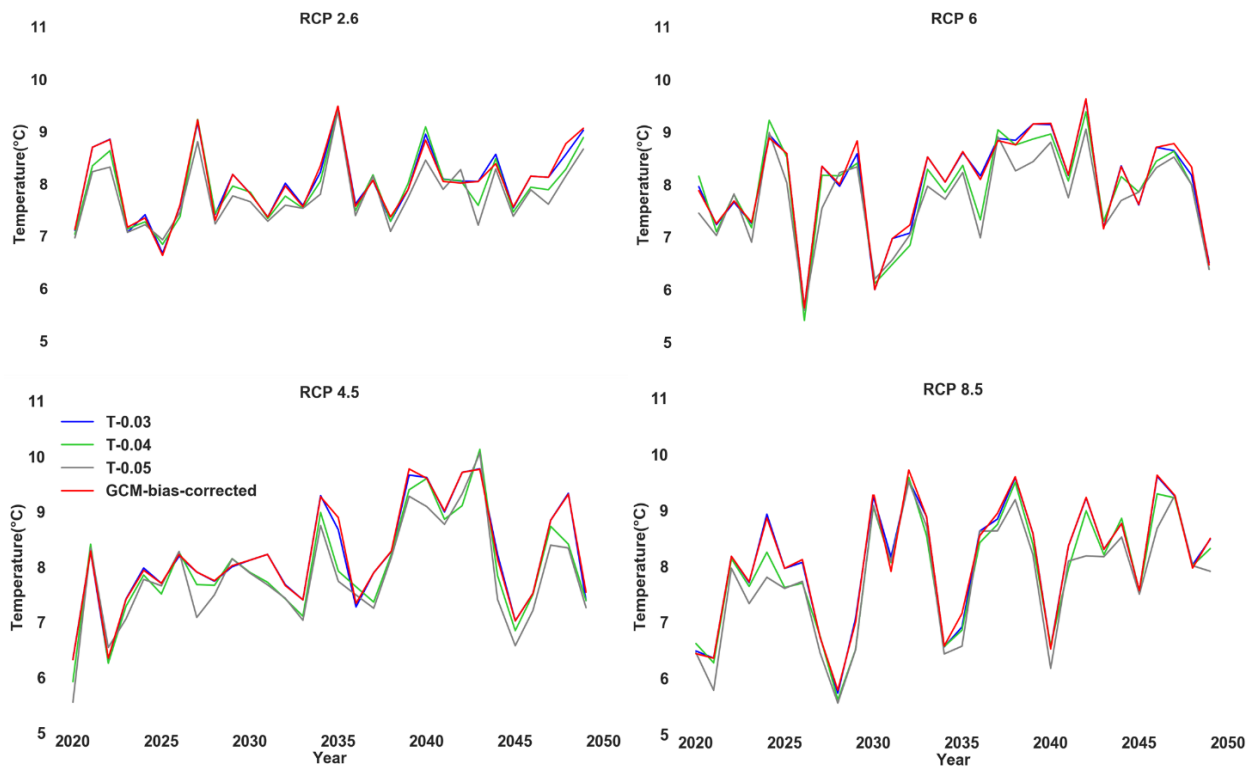 RCP 2.6
11
10
9
8
7
6
5
Temperature(°C)
RCP 6
11
10
9
8
7
6
5
Temperature(°C)
RCP 4.5
11
10
9
8
7
6
5
Temperature(°C)
T-0.03
T-0.04
T-0.05
GCM-bias-corrected
2020 2025 2030 2035 2040 2045 2050
Year
RCP 8.5
11
10
9
8
7
6
5
Temperature(°C)
2020 2025 2030 2035 2040 2045 2050
Year